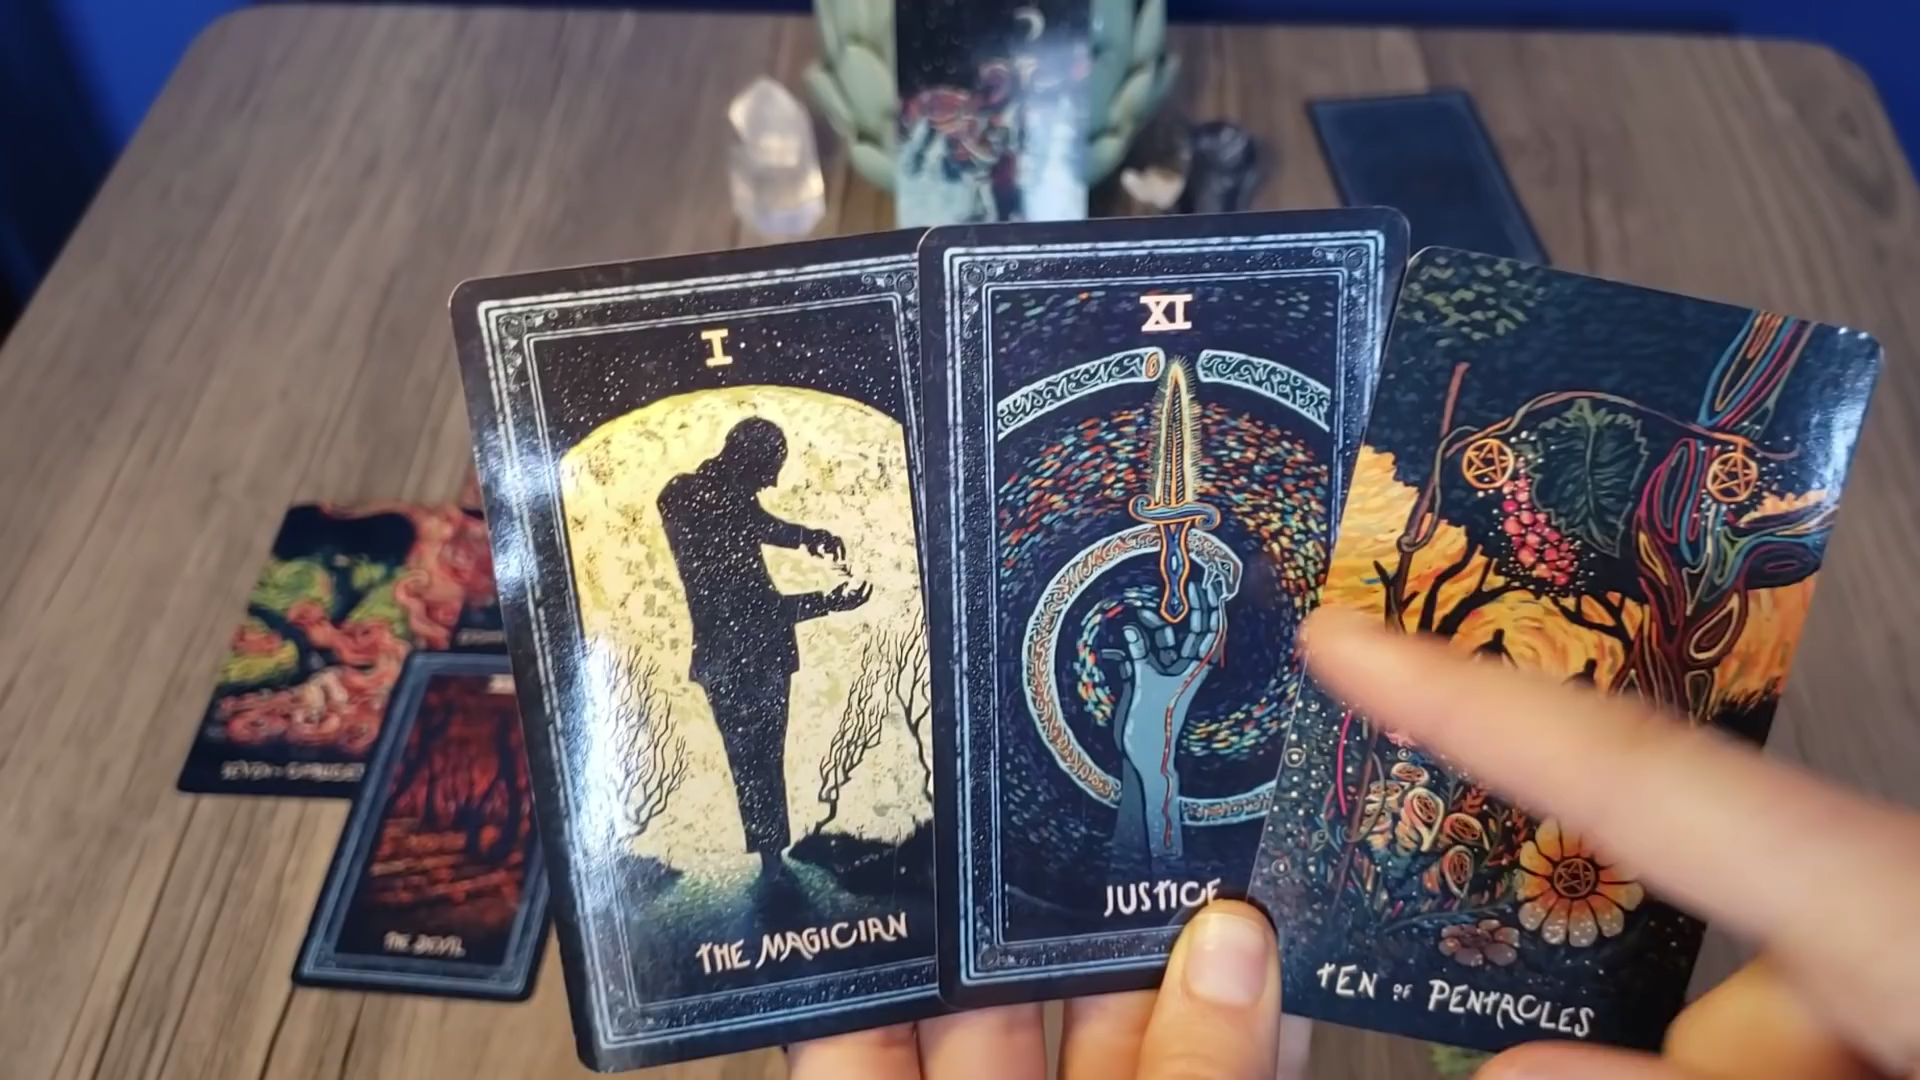 I
THE MAGICIAN
XI
JUSTICE
TEN OF PENTACLES
THE DEVIL